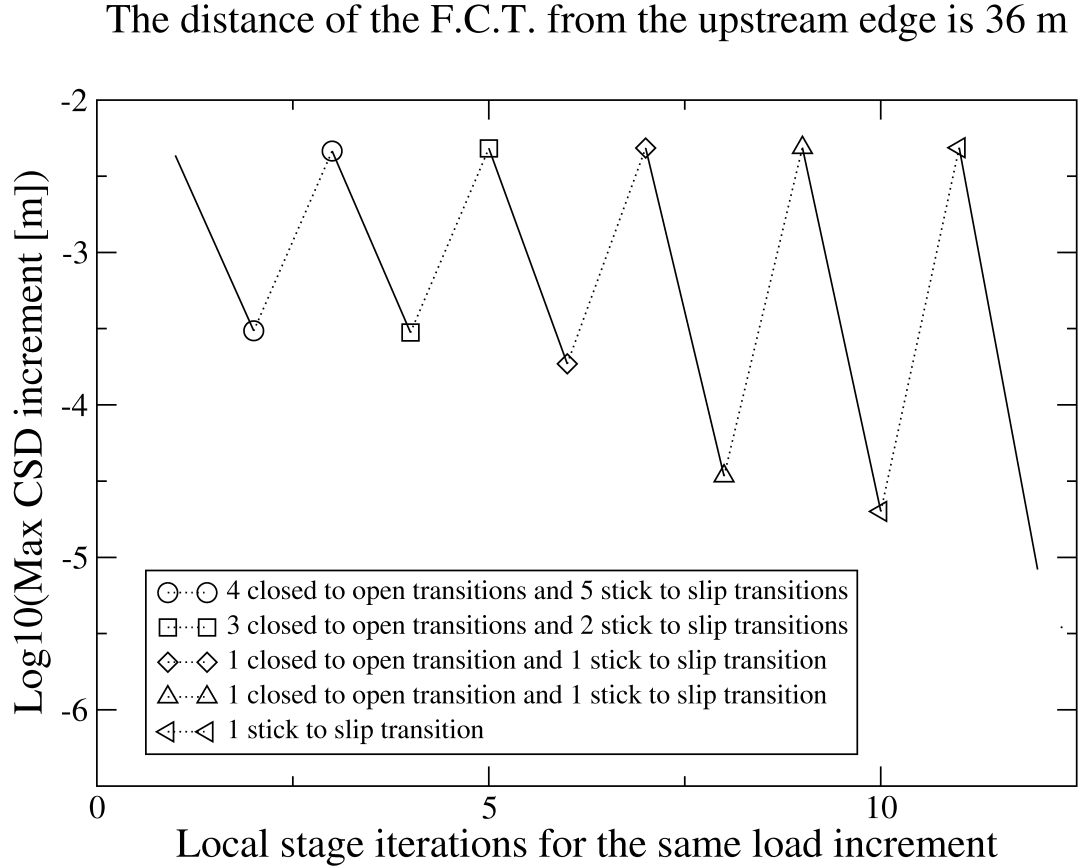 The distance of the F.C.T. from the upstream edge is 36 m
-2
-3
-4
-5
-6
Log10(Max CSD increment [m])
4 closed to open transitions and 5 stick to slip transitions
3 closed to open transitions and 2 stick to slip transitions
1 closed to open transition and 1 stick to slip transition
1 closed to open transition and 1 stick to slip transition
1 stick to slip transition
0 5 10
Local stage iterations for the same load increment